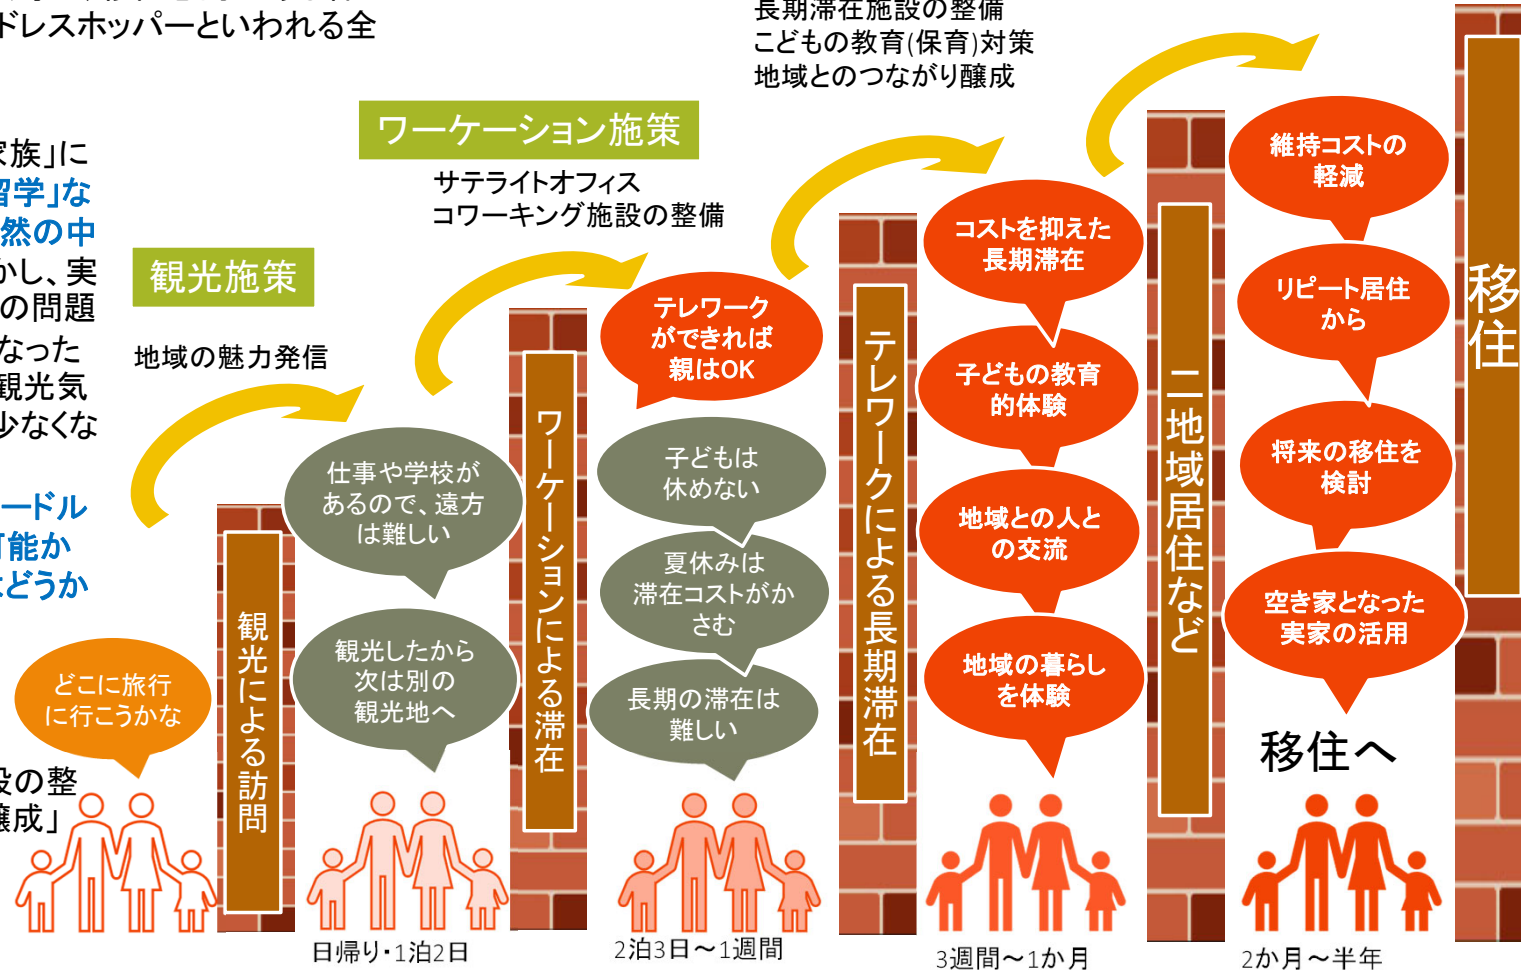 ドレスホッパーといわれる全
家族」に
留学」な
然の中
かし、実
の問題
なった
観光気
少なくな
ードル
可能か
はどうか
設の整
醸成」
観光施策
地域の魅力発信
ワーケーション施策
サテライトオフィス
コワーキング施設の整備
長期滞在施設の整備
こどもの教育(保育)対策
地域とのつながり醸成
どこに旅行
に行こうかな
観光による訪問
仕事や学校が
あるので、遠方
は難しい
観光したから
次は別の
観光地へ
日帰り・1泊2日
ワーケーションによる滞在
テレワーク
ができれば
親はOK
子どもは
休めない
夏休みは
滞在コストがか
さむ
長期の滞在は
難しい
2泊3日～1週間
テレワークによる長期滞在
コストを抑えた
長期滞在
子どもの教育
的体験
地域との人と
の交流
地域の暮らし
を体験
3週間～1か月
二地域居住など
維持コストの
軽減
リピート居住
から
将来の移住を
検討
空き家となった
実家の活用
移住へ
2か月～半年
移住